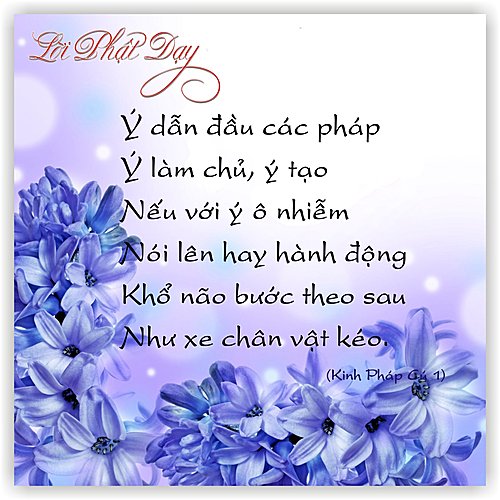 Lời Phật Dạy
Ý dẫn đầu các pháp
Ý làm chủ, ý tạo
Nếu với ý ô nhiễm
Nói lên hay hành động
Khổ não bước theo sau
Như xe chân vật kéo.
(Kinh Pháp Cú 1)